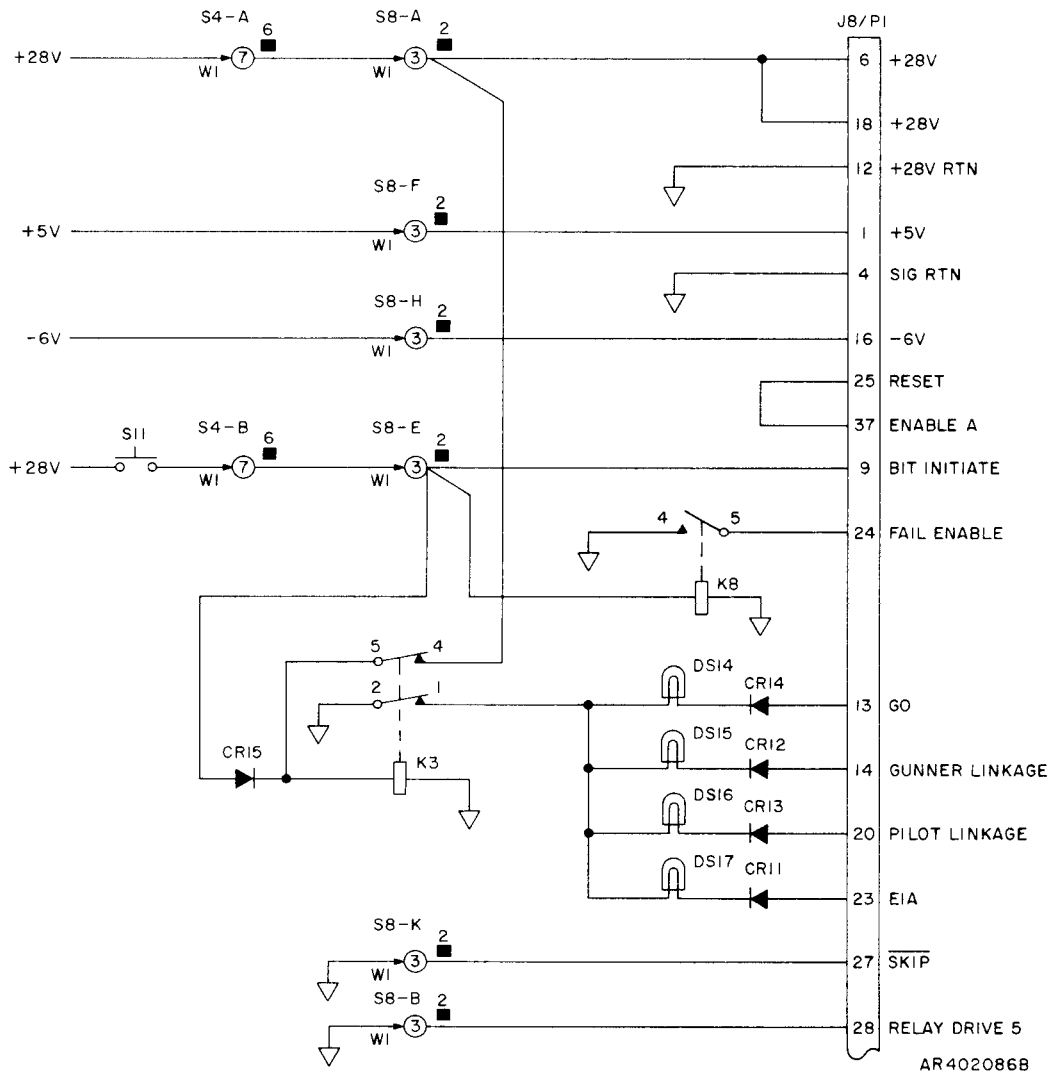 J8/P1
S4-A 6 S8-A 2
+28V 7 3 6 +28V
W1 W1
18 +28V
12 +28V RTN
S8-F 2
+5V 3 1 +5V
W1
4 SIG RTN
S8-H 2
-6V 3 16 -6V
W1
25 RESET
37 ENABLE A
S11 S4-B 6 S8-E 2
+28V 7 3 9 BIT INITIATE
W1 W1
4 5 24 FAIL ENABLE
K8
5 4
DS14 CR14
2 1 13 GO
DS15 CR12
CR15 K3 14 GUNNER LINKAGE
DS16 CR13
20 PILOT LINKAGE
DS17 CR11
23 EIA
S8-K 2
3 27 SKIP
W1
S8-B 2
3 28 RELAY DRIVE 5
W1
AR402086B